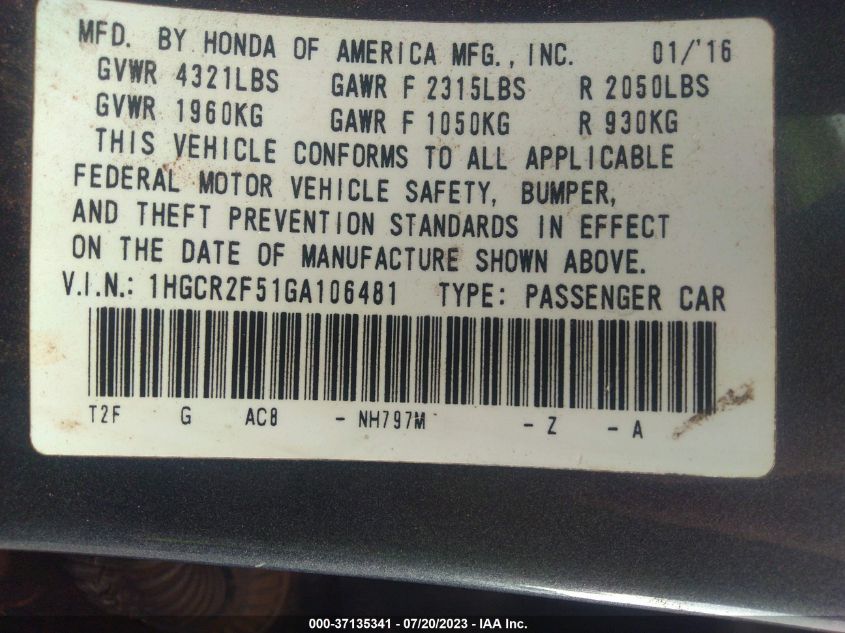 MFD. BY HONDA OF AMERICA MFG., INC. 01/'16
GVWR 4321LBS GAWR F 2315LBS R 2050LBS
GVWR 1960KG GAWR F 1050KG R 930KG
THIS VEHICLE CONFORMS TO ALL APPLICABLE
FEDERAL MOTOR VEHICLE SAFETY, BUMPER,
AND THEFT PREVENTION STANDARDS IN EFFECT
ON THE DATE OF MANUFACTURE SHOWN ABOVE.
V.I.N.: 1HGCR2F51GA106481 TYPE: PASSENGER CAR
T2F G AC8 - NH797M - Z - A
000-37135341 - 07/20/2023 - IAA Inc.